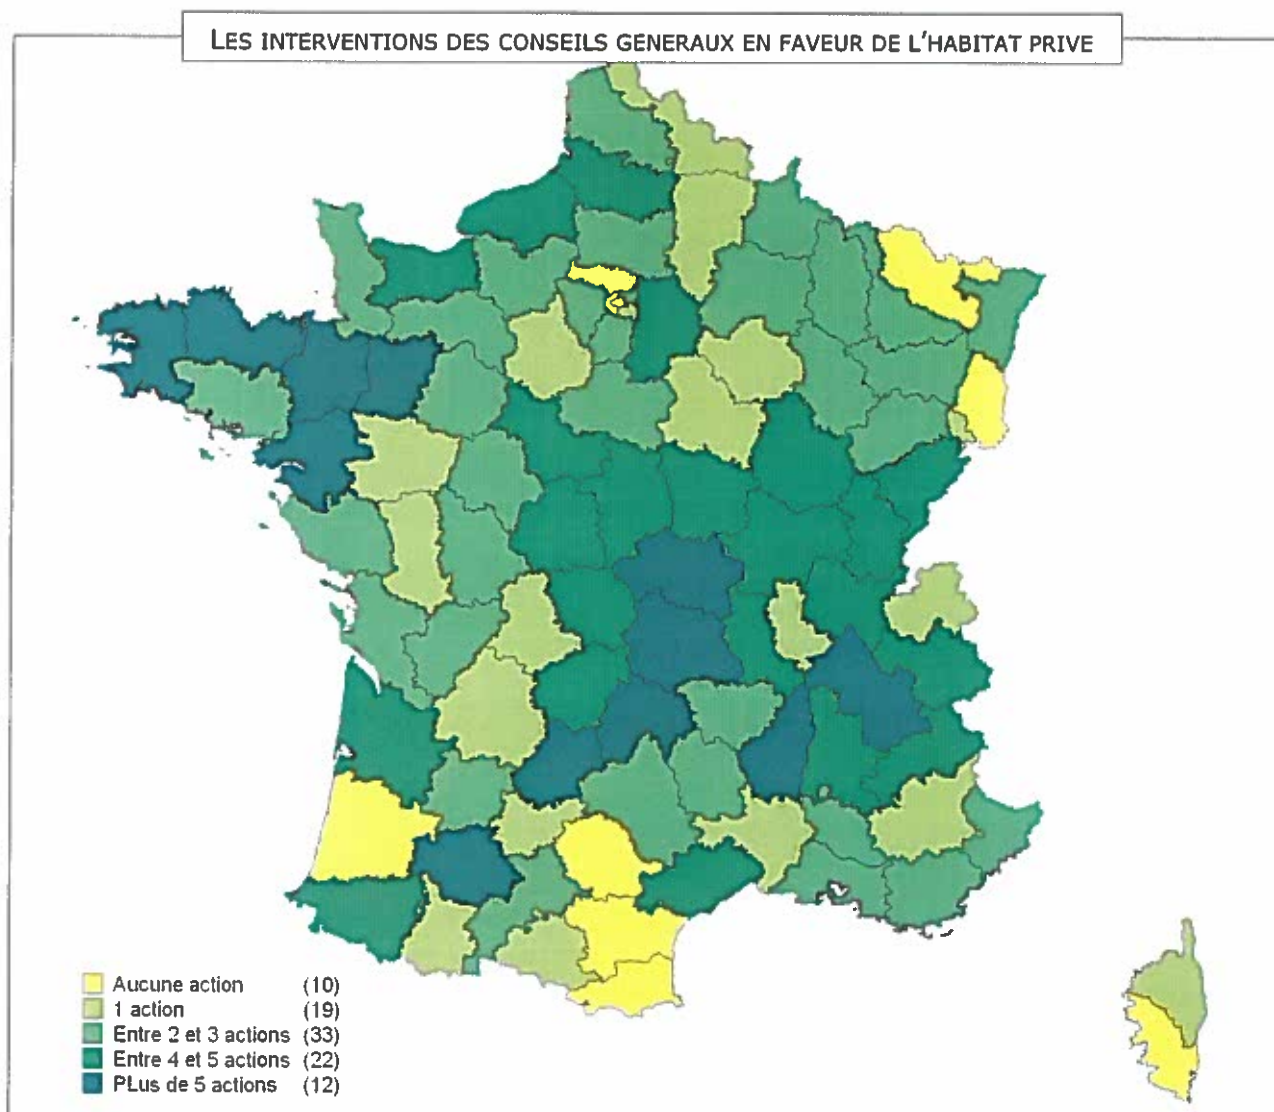 LES INTERVENTIONS DES CONSEILS GENERAUX EN FAVEUR DE L'HABITAT PRIVE
Aucune action (10)
1 action (19)
Entre 2 et 3 actions (33)
Entre 4 et 5 actions (22)
PLus de 5 actions (12)